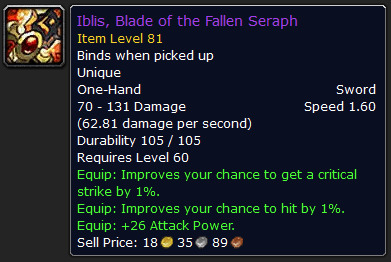 Iblis, Blade of the Fallen Seraph
Item Level 81
Binds when picked up
Unique
One-Hand Sword
70 - 131 Damage Speed 1.60
(62.81 damage per second)
Durability 105 / 105
Requires Level 60
Equip: Improves your chance to get a critical
strike by 1%.
Equip: Improves your chance to hit by 1%.
Equip: +26 Attack Power.
Sell Price: 18 35 89